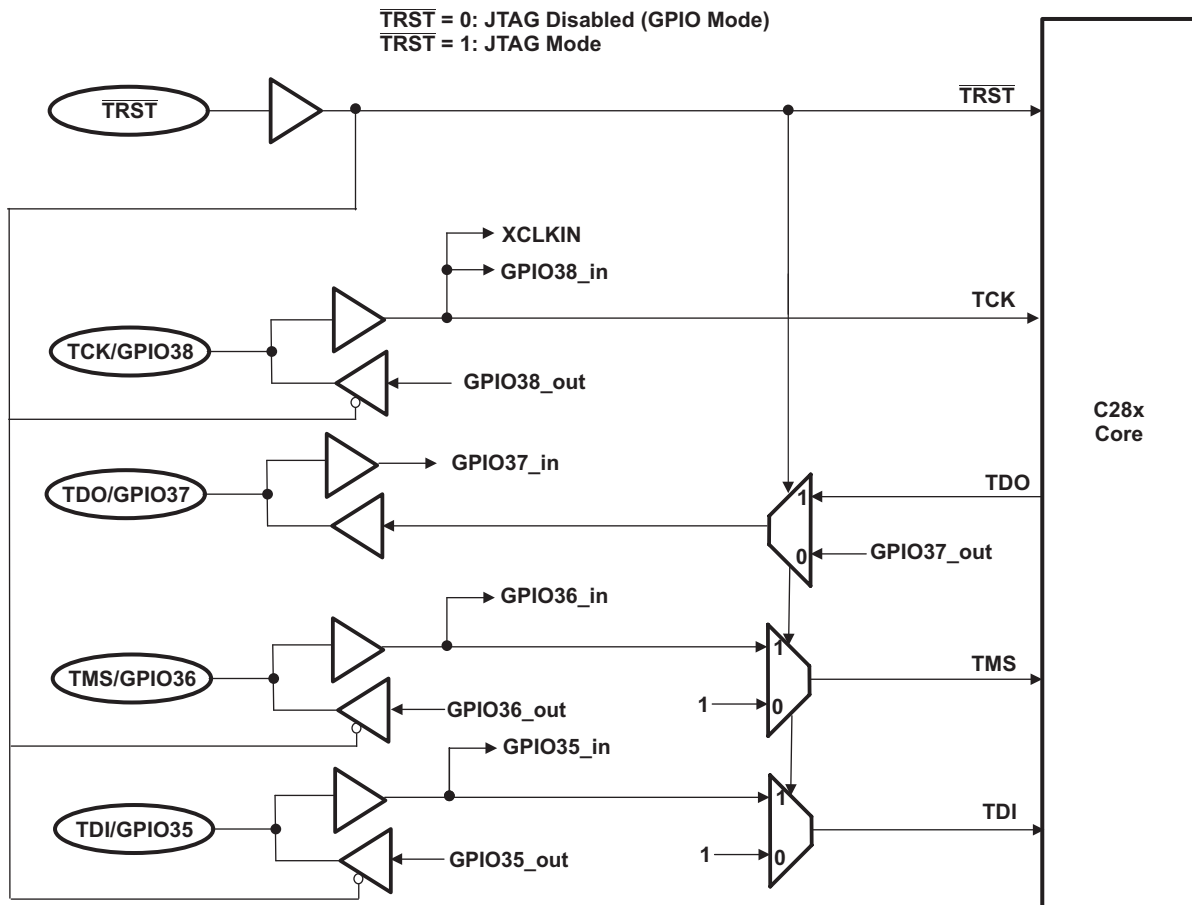 TRST = 0: JTAG Disabled (GPIO Mode)
TRST = 1: JTAG Mode
TRST
TRST
XCLKIN
GPIO38_in
TCK
TCK/GPIO38
GPIO38_out
C28x
Core
GPIO37_in
TDO/GPIO37
1
TDO
0
GPIO37_out
GPIO36_in
1
TMS/GPIO36
TMS
GPIO36_out
1
0
GPIO35_in
1
TDI/GPIO35
TDI
GPIO35_out
1
0